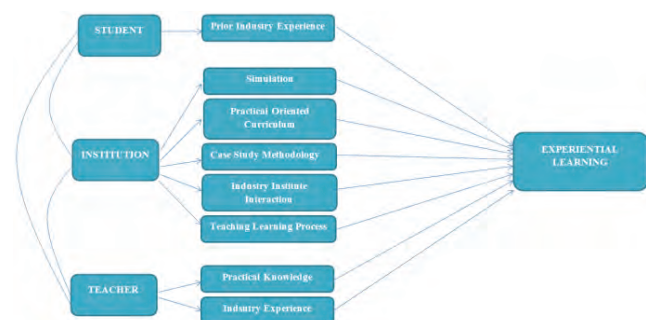 STUDENT
Prior Industry Experience
Simulation
Practical Oriented
Curriculum
INSTITUTION
Case Study Methodology
EXPERIENTIAL
LEARNING
Industry Institute
Interaction
Teaching Learning Process
TEACHER
Practical Knowledge
Industry Experience